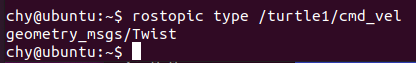 chy@ubuntu:~$ rostopic type /turtle1/cmd_vel
geometry_msgs/Twist
chy@ubuntu:~$